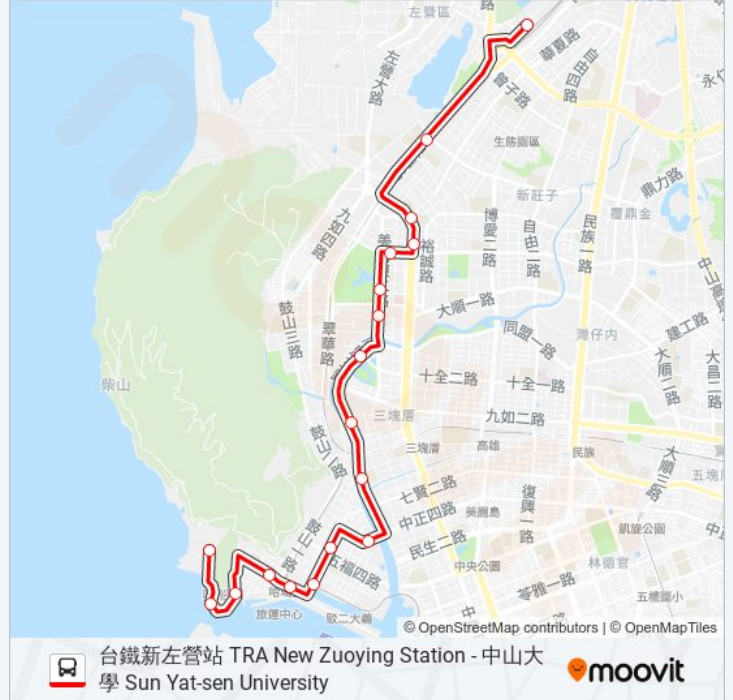 左營區
路
華夏路
自由四路
左營大路
曾子路
永仁
生態園區
鼎力路
新莊子
覆鼎金
九如四路
博愛二路
自由二路
民族一路
裕誠路
美
中山高
鼓山三路
翠華路
大順一路
同盟一路
灣仔內
建工路
大順二路
大昌二路
柴山
十全二路
十全一路
三塊厝
九如二路
三塊厝
高雄
民族
鼓山二路
大順三路
五塊厝
七賢二路
中正四路
美麗島
復興一路
民生二路
凱旋公園
鼓山一路
五福四路
中央公園
林德官
苓雅一路
五權國小
旅運中心
駁二大義
© OpenStreetMap contributors | © OpenMapTiles
台鐵新左營站 TRA New Zuoying Station - 中山大
學 Sun Yat-sen University
moovit